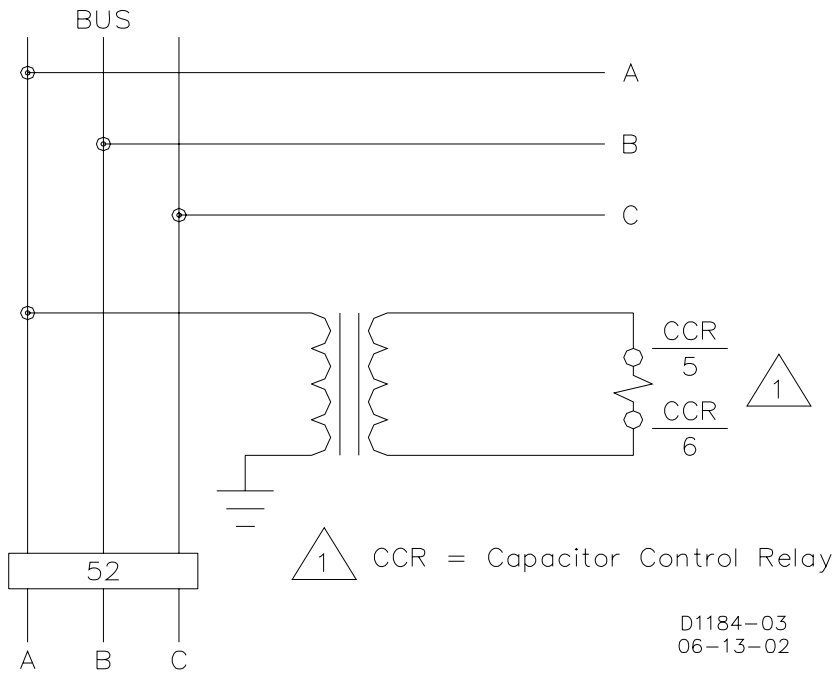 BUS
A
B
C
CCR
5
1
CCR
6
52
1 CCR = Capacitor Control Relay
A B C
D1184-03
06-13-02